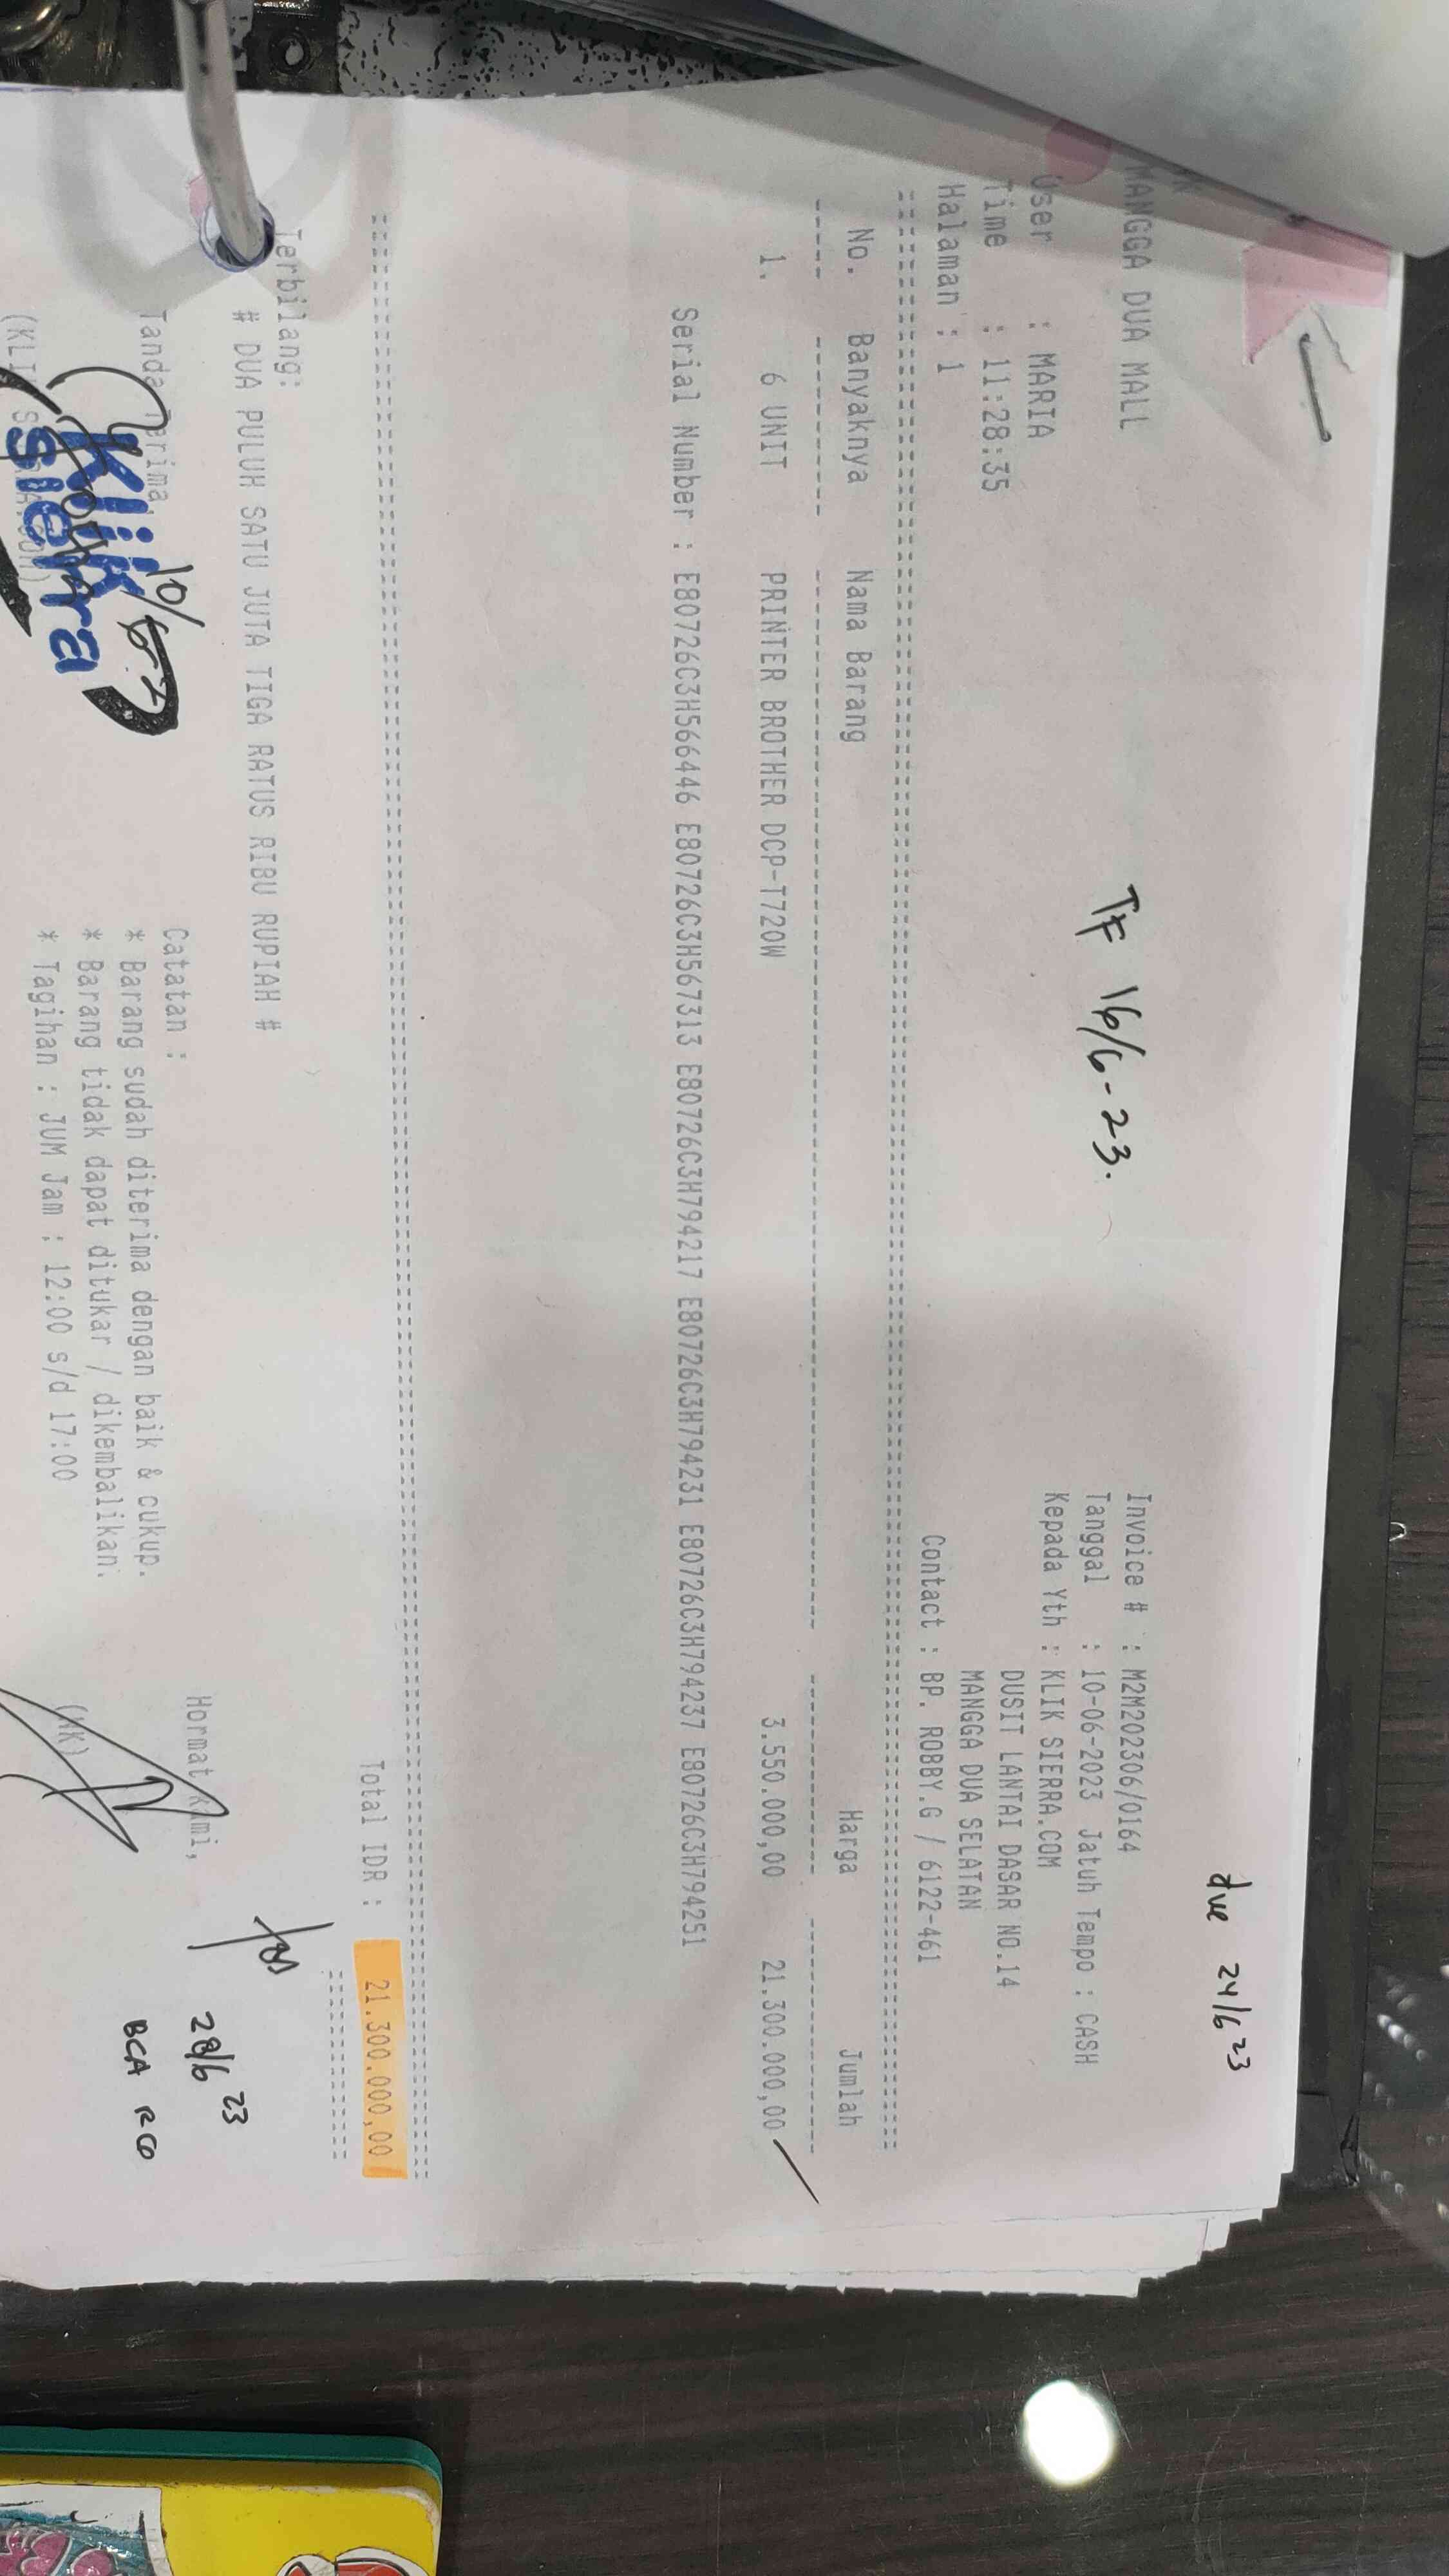 due 24/6 23
MANGGA DUA MALL
TF 16/6-23.
Invoice # : M2M202306/0164
Tanggal : 10-06-2023 Jatuh Tempo : CASH
User : MARIA
Kepada Yth : KLIK SIERRA.COM
Time : 11:28:35
DUSIT LANTAI DASAR NO.14
Halaman : 1
MANGGA DUA SELATAN
Contact : BP. ROBBY.G / 6122-461
No. Banyaknya Nama Barang Harga Jumlah
1. 6 UNIT PRINTER BROTHER DCP-T720W 3.550.000,00 21.300.000,00
Serial Number : E80726C3H566446 E80726C3H567313 E80726C3H794217 E80726C3H794231 E80726C3H794237 E80726C3H794251
Total IDR : 21.300.000,00
Terbilang:
# DUA PULUH SATU JUTA TIGA RATUS RIBU RUPIAH #
Tanda Terima Catatan : Hormat Kami,
28/6 23
10/6
* Barang sudah diterima dengan baik & cukup.
BCA RG
Klik
* Barang tidak dapat ditukar / dikembalikan.
sierra
* Tagihan : JUM Jam : 12:00 s/d 17:00